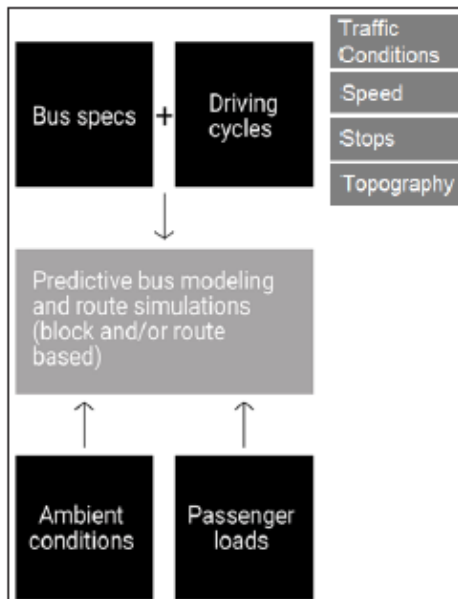 Traffic
Conditions
Bus specs
+
Driving
cycles
Speed
Stops
Topography
Predictive bus modeling
and route simulations
(block and/or route
based)
Ambient
conditions
Passenger
loads